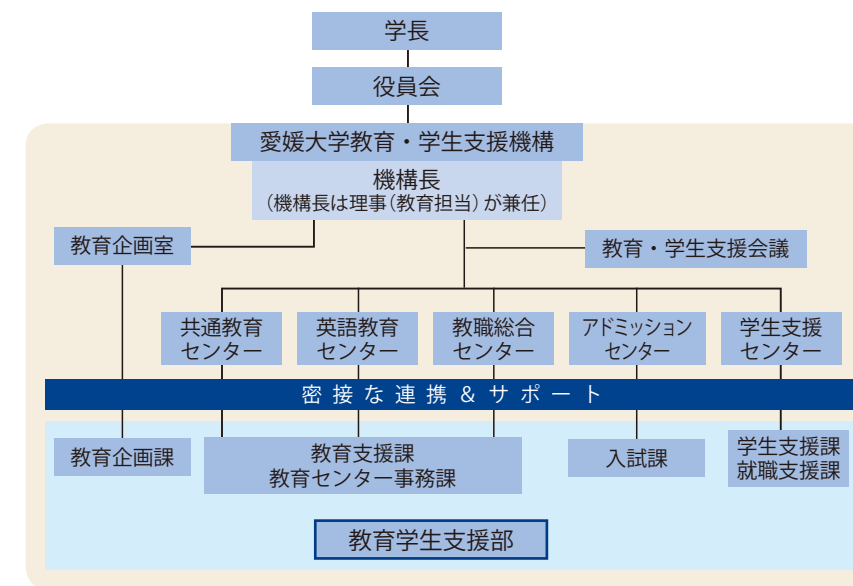 学長
役員会
愛媛大学教育・学生支援機構
機構長
(機構長は理事(教育担当)が兼任)
教育企画室
教育・学生支援会議
共通教育
センター
英語教育
センター
教職総合
センター
アドミッション
センター
学生支援
センター
密接な連携&サポート
教育企画課
教育支援課
教育センター事務課
入試課
学生支援課
就職支援課
教育学生支援部